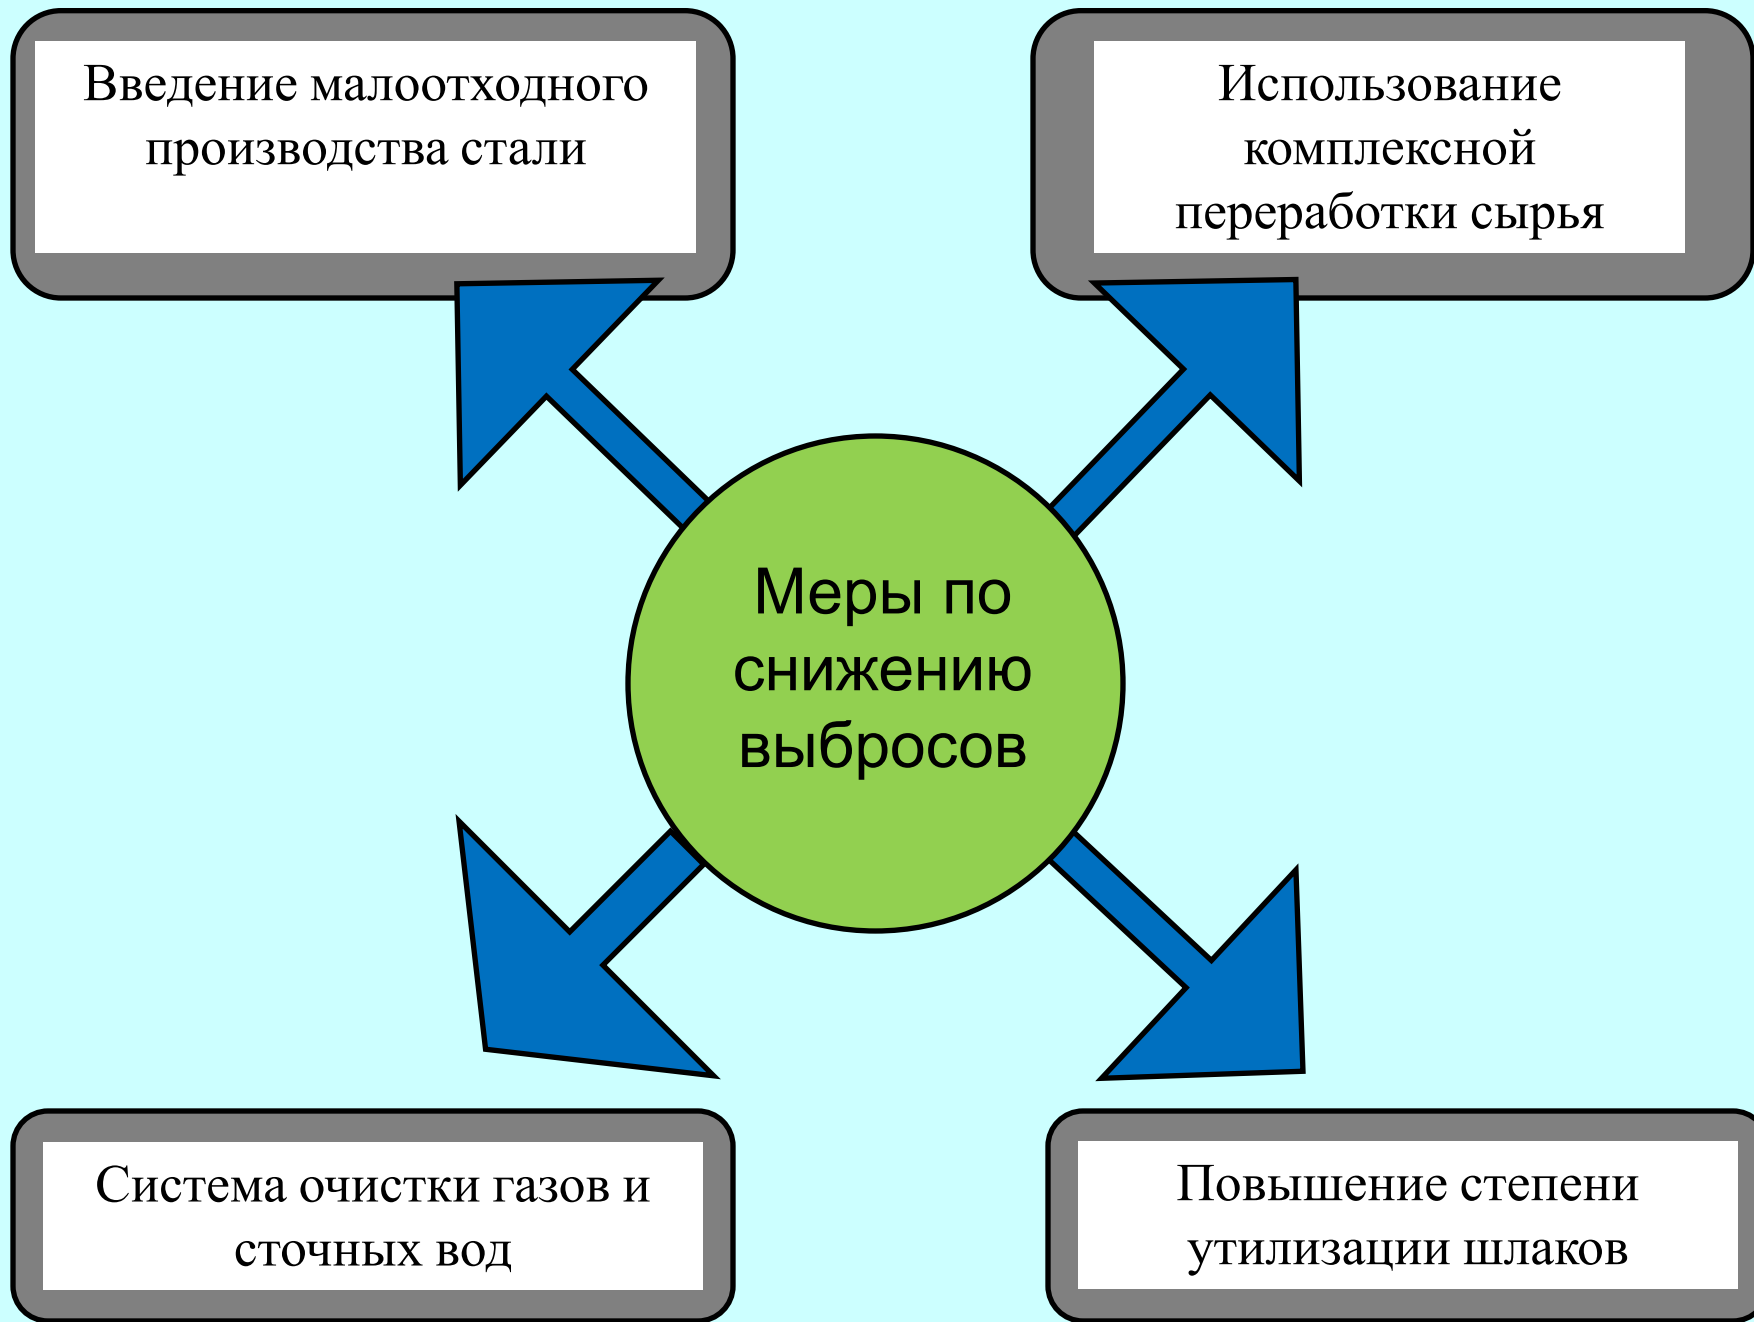 Введение малоотходного
производства стали
Использование
комплексной
переработки сырья
Меры по
снижению
выбросов
Система очистки газов и
сточных вод
Повышение степени
утилизации шлаков